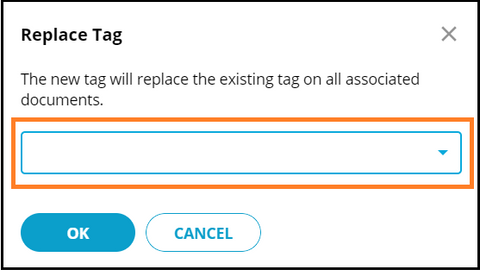 Replace Tag
The new tag will replace the existing tag on all associated
documents.
OK
CANCEL